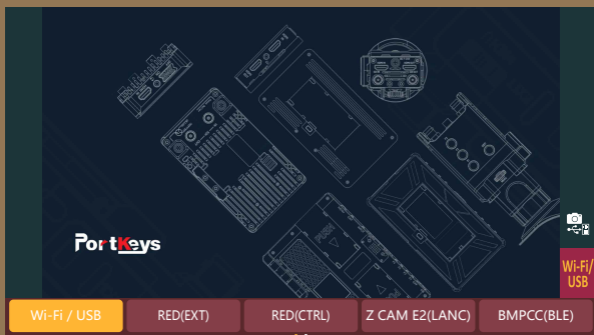 PortKeys
Wi-Fi/
USB
Wi-Fi / USB
RED(EXT)
RED(CTRL)
Z CAM E2(LANC)
BMPCC(BLE)